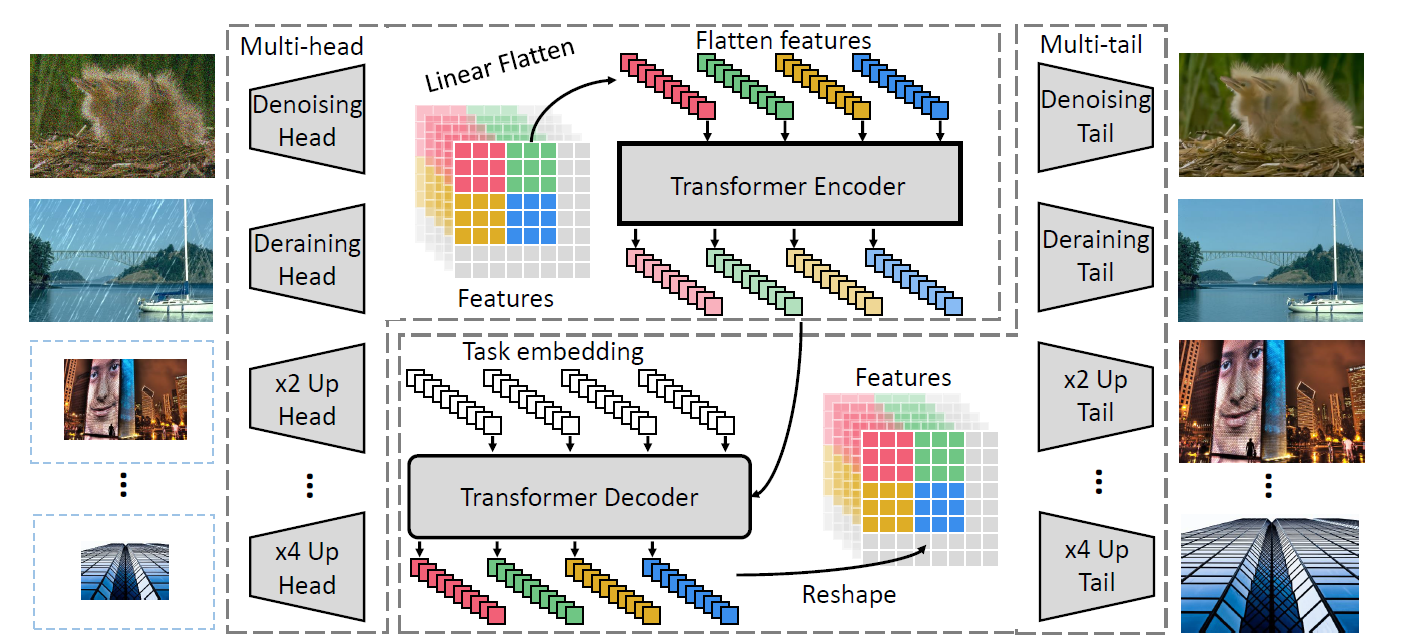 Multi-head
Denoising
Head
Deraining
Head
x2 Up
Head
x4 Up
Head
Linear Flatten
Features
Flatten features
Transformer Encoder
Task embedding
Transformer Decoder
Features
Reshape
Multi-tail
Denoising
Tail
Deraining
Tail
x2 Up
Tail
x4 Up
Tail